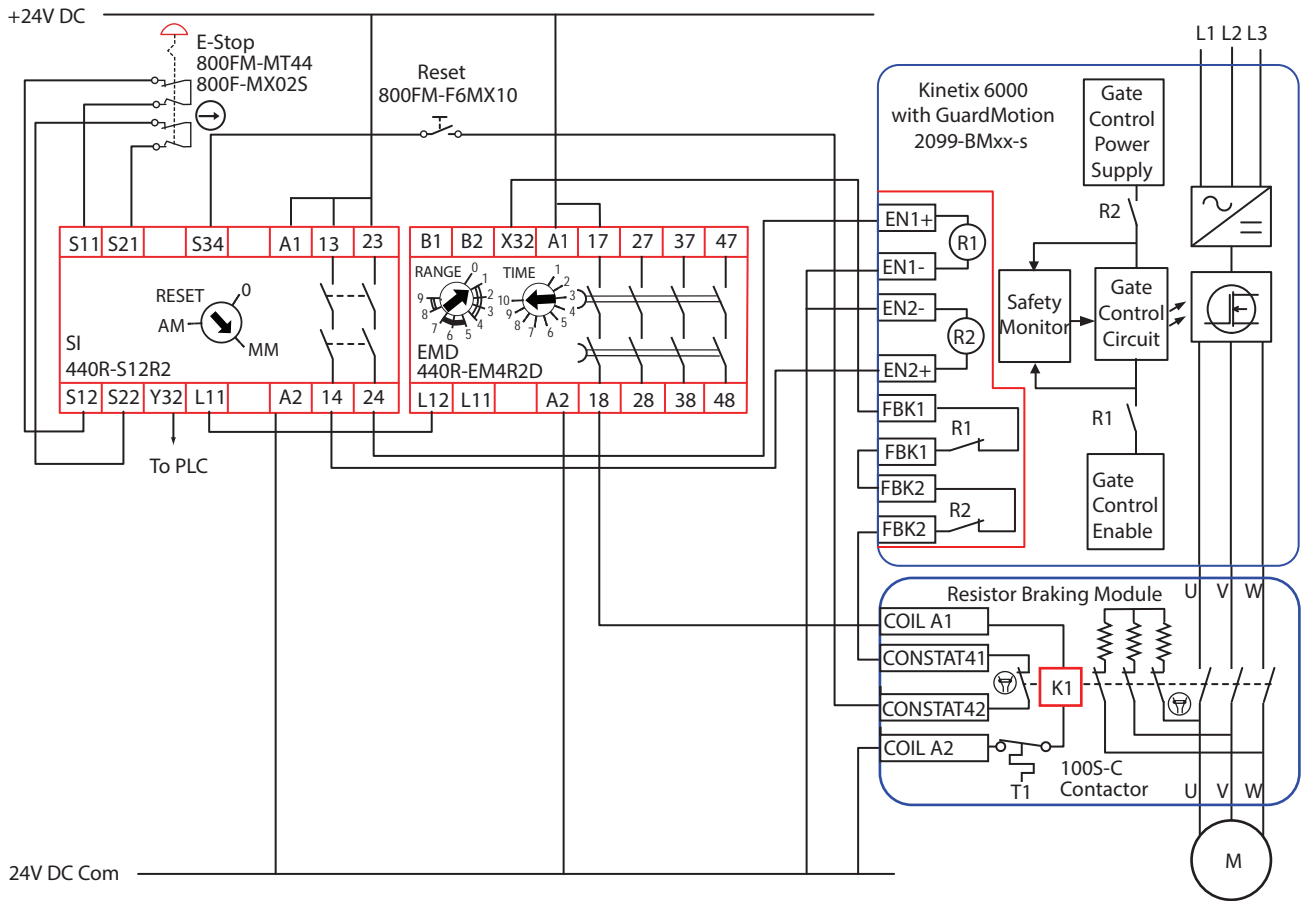 +24V DC
E-Stop
800FM-MT44
800F-MX02S
Reset
800FM-F6MX10
L1 L2 L3
Kinetix 6000
with GuardMotion
2099-BMxx-s
Gate
Control
Power
Supply
R2
EN1+
R1
EN1-
EN2-
R2
EN2+
Safety
Monitor
Gate
Control
Circuit
FBK1
R1
FBK1
FBK2
R2
FBK2
R1
Gate
Control
Enable
S11 S21 S34 A1 13 23
RESET
0
AM
MM
SI
440R-S12R2
S12 S22 Y32 L11 A2 14 24
To PLC
B1 B2 X32 A1 17 27 37 47
RANGE
0
1
2
3
4
5
6
7
8
9
TIME
1
2
3
4
5
6
7
8
9
10
EMD
440R-EM4R2D
L12 L11 A2 18 28 38 48
U V W
Resistor Braking Module
COIL A1
CONSTAT41
K1
CONSTAT42
COIL A2
T1
100S-C
Contactor
U V W
M
24V DC Com